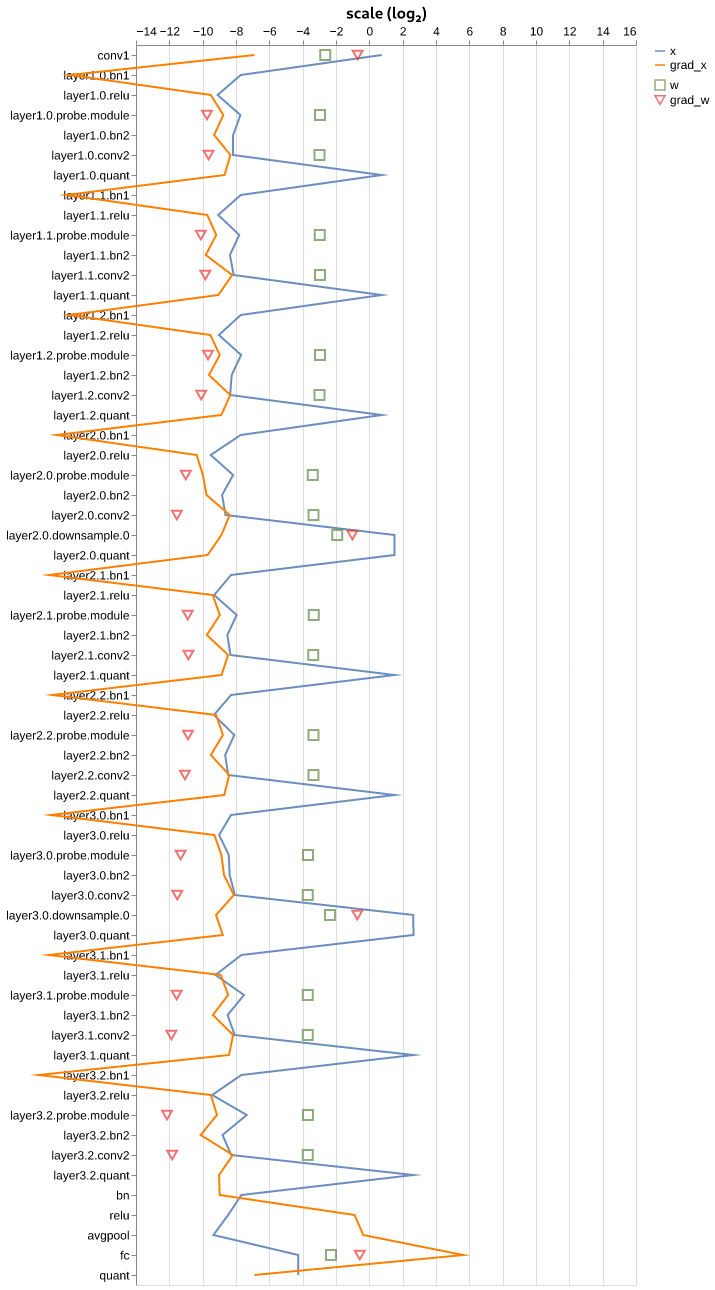 scale (log₂)
−14 −12 −10 −8 −6 −4 −2 0 2 4 6 8 10 12 14 16
x
grad_x
w
grad_w
conv1
layer1.0.bn1
layer1.0.relu
layer1.0.probe.module
layer1.0.bn2
layer1.0.conv2
layer1.0.quant
layer1.1.bn1
layer1.1.relu
layer1.1.probe.module
layer1.1.bn2
layer1.1.conv2
layer1.1.quant
layer1.2.bn1
layer1.2.relu
layer1.2.probe.module
layer1.2.bn2
layer1.2.conv2
layer1.2.quant
layer2.0.bn1
layer2.0.relu
layer2.0.probe.module
layer2.0.bn2
layer2.0.conv2
layer2.0.downsample.0
layer2.0.quant
layer2.1.bn1
layer2.1.relu
layer2.1.probe.module
layer2.1.bn2
layer2.1.conv2
layer2.1.quant
layer2.2.bn1
layer2.2.relu
layer2.2.probe.module
layer2.2.bn2
layer2.2.conv2
layer2.2.quant
layer3.0.bn1
layer3.0.relu
layer3.0.probe.module
layer3.0.bn2
layer3.0.conv2
layer3.0.downsample.0
layer3.0.quant
layer3.1.bn1
layer3.1.relu
layer3.1.probe.module
layer3.1.bn2
layer3.1.conv2
layer3.1.quant
layer3.2.bn1
layer3.2.relu
layer3.2.probe.module
layer3.2.bn2
layer3.2.conv2
layer3.2.quant
bn
relu
avgpool
fc
quant